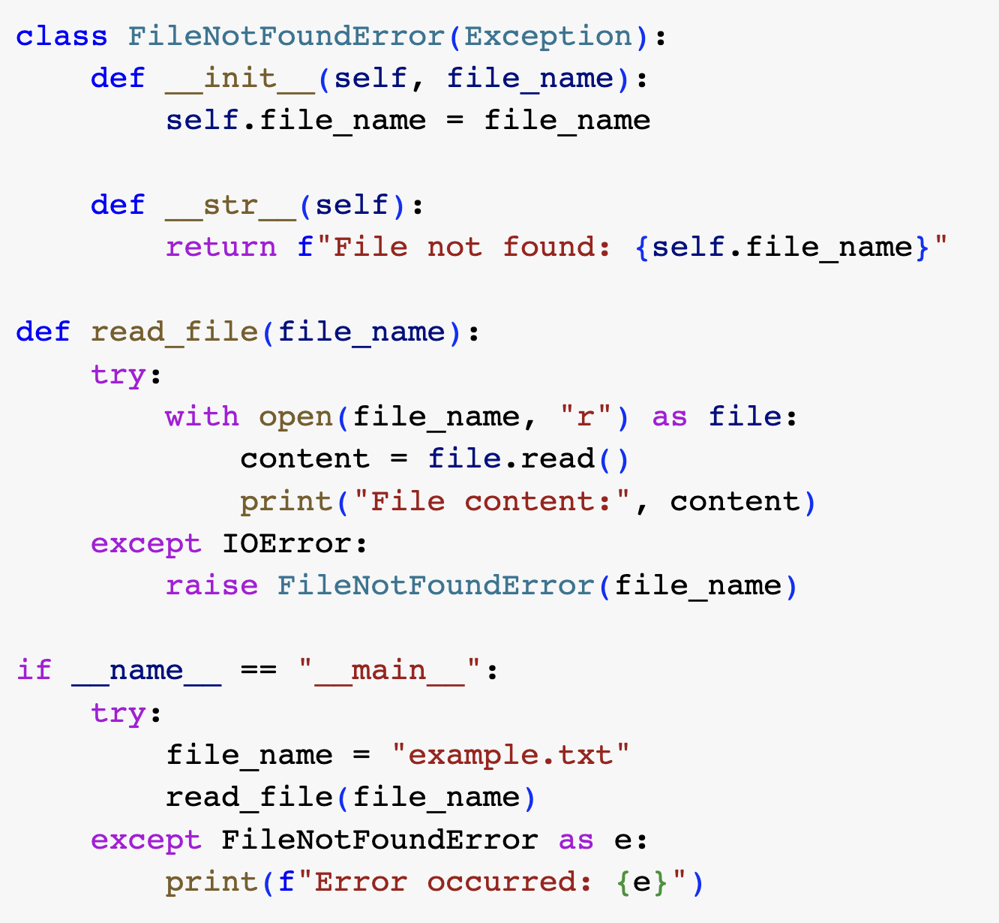 class FileNotFoundError(Exception):
    def __init__(self, file_name):
        self.file_name = file_name

    def __str__(self):
        return f"File not found: {self.file_name}"

def read_file(file_name):
    try:
        with open(file_name, "r") as file:
            content = file.read()
            print("File content:", content)
    except IOError:
        raise FileNotFoundError(file_name)

if __name__ == "__main__":
    try:
        file_name = "example.txt"
        read_file(file_name)
    except FileNotFoundError as e:
        print(f"Error occurred: {e}")